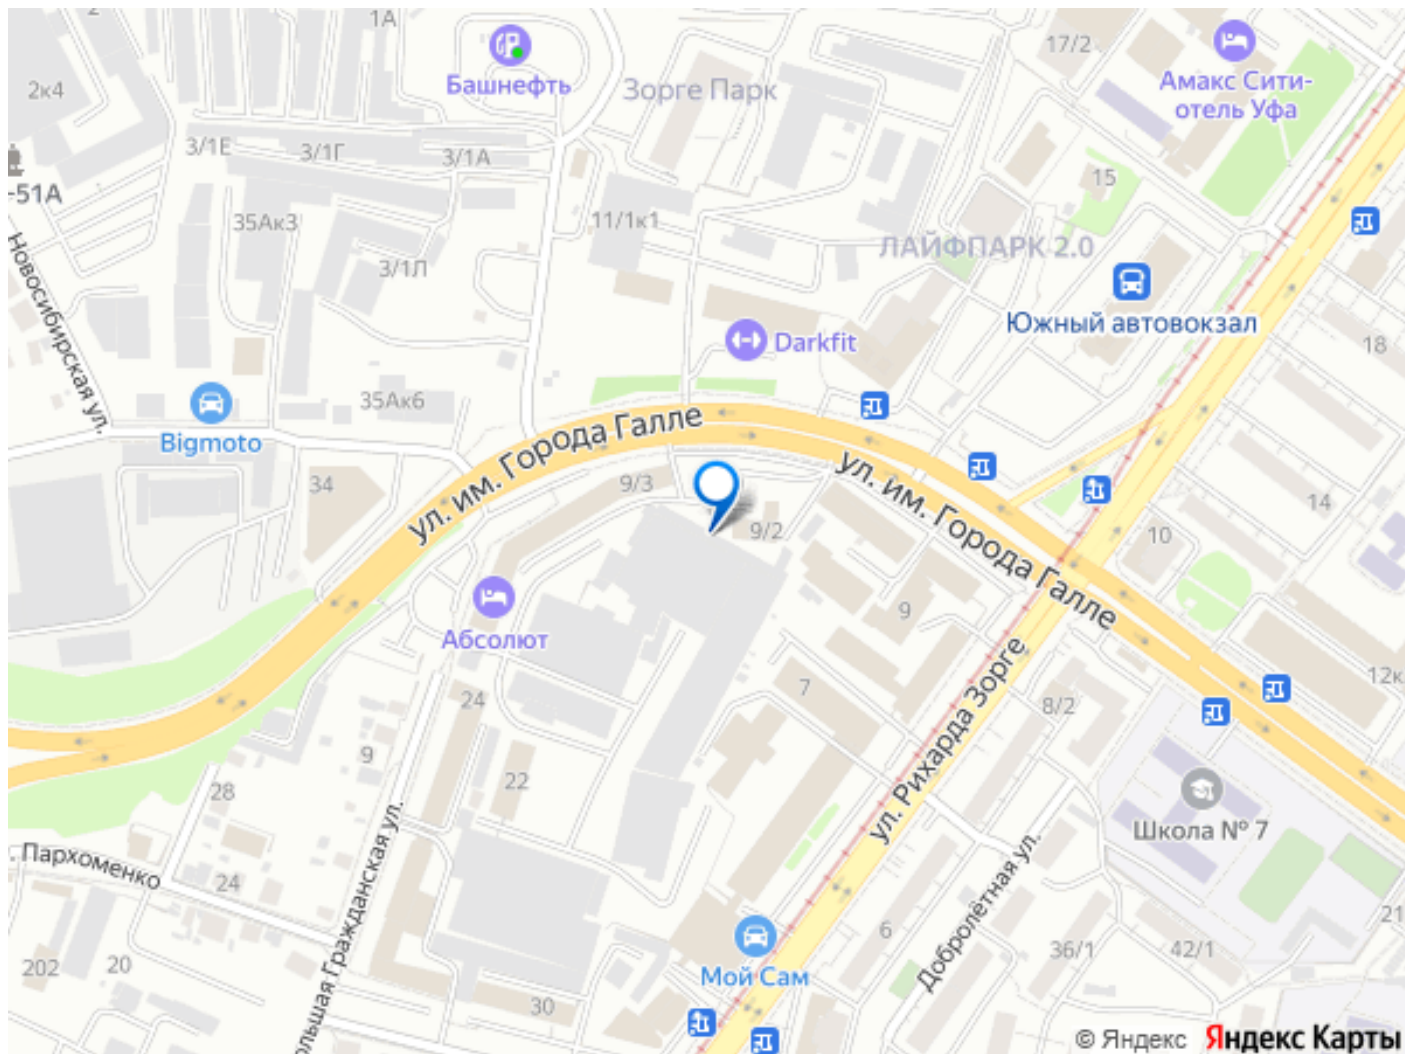 1А
2
17/2
Башнефть
Зорге Парк
Амакс Сити-
отель Уфа
2к4
3/1Е
3/1Г
3/1А
15
-51А
35Ак3
11/1к1
3/1Л
ЛАЙФПАРК 2.0
Южный автовокзал
Новосибирская ул.
Darkfit
18
35Ак6
Bigmoto
ул. им. Города Галле
ул. им. Города Галле
34
9/3
9/2
14
10
Абсолют
9
24
7
ул. Рихарда Зорге
12к
8/2
9
22
28
Школа № 7
. Пархоменко
24
ольшая Гражданская ул.
Добролётная ул.
21
202
20
6
36/1
42/1
Мой Сам
30
© Яндекс Яндекс Карты